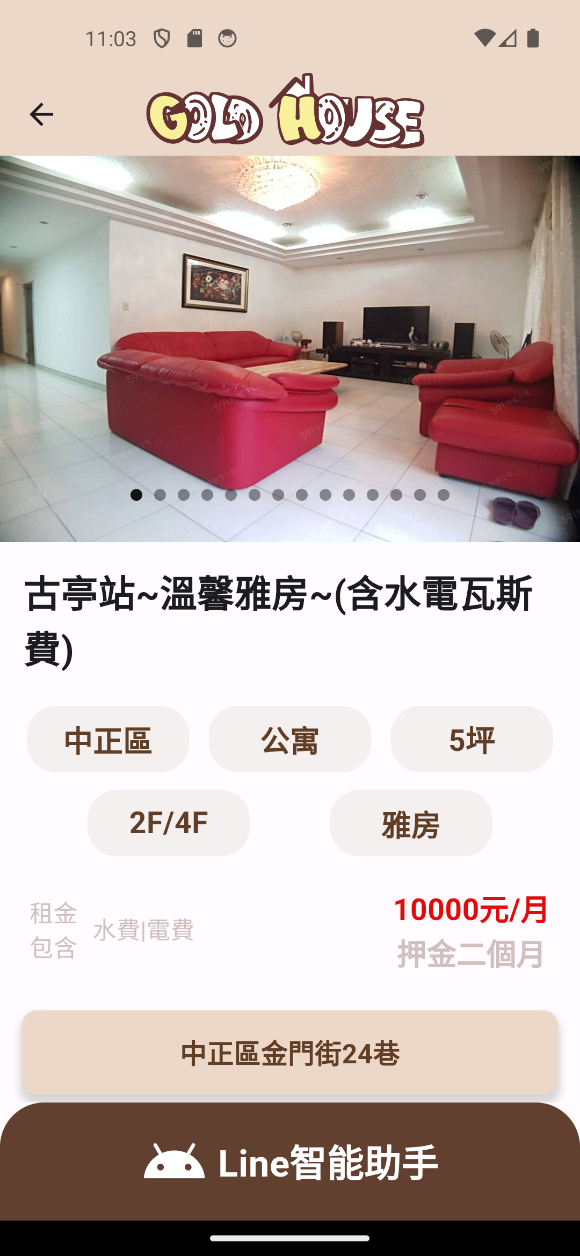 11:03
GOLD HOUSE
古亭站~溫馨雅房~(含水電瓦斯
費)
中正區
公寓
5坪
2F/4F
雅房
租金
包含
水費|電費
10000元/月
押金二個月
中正區金門街24巷
Line智能助手